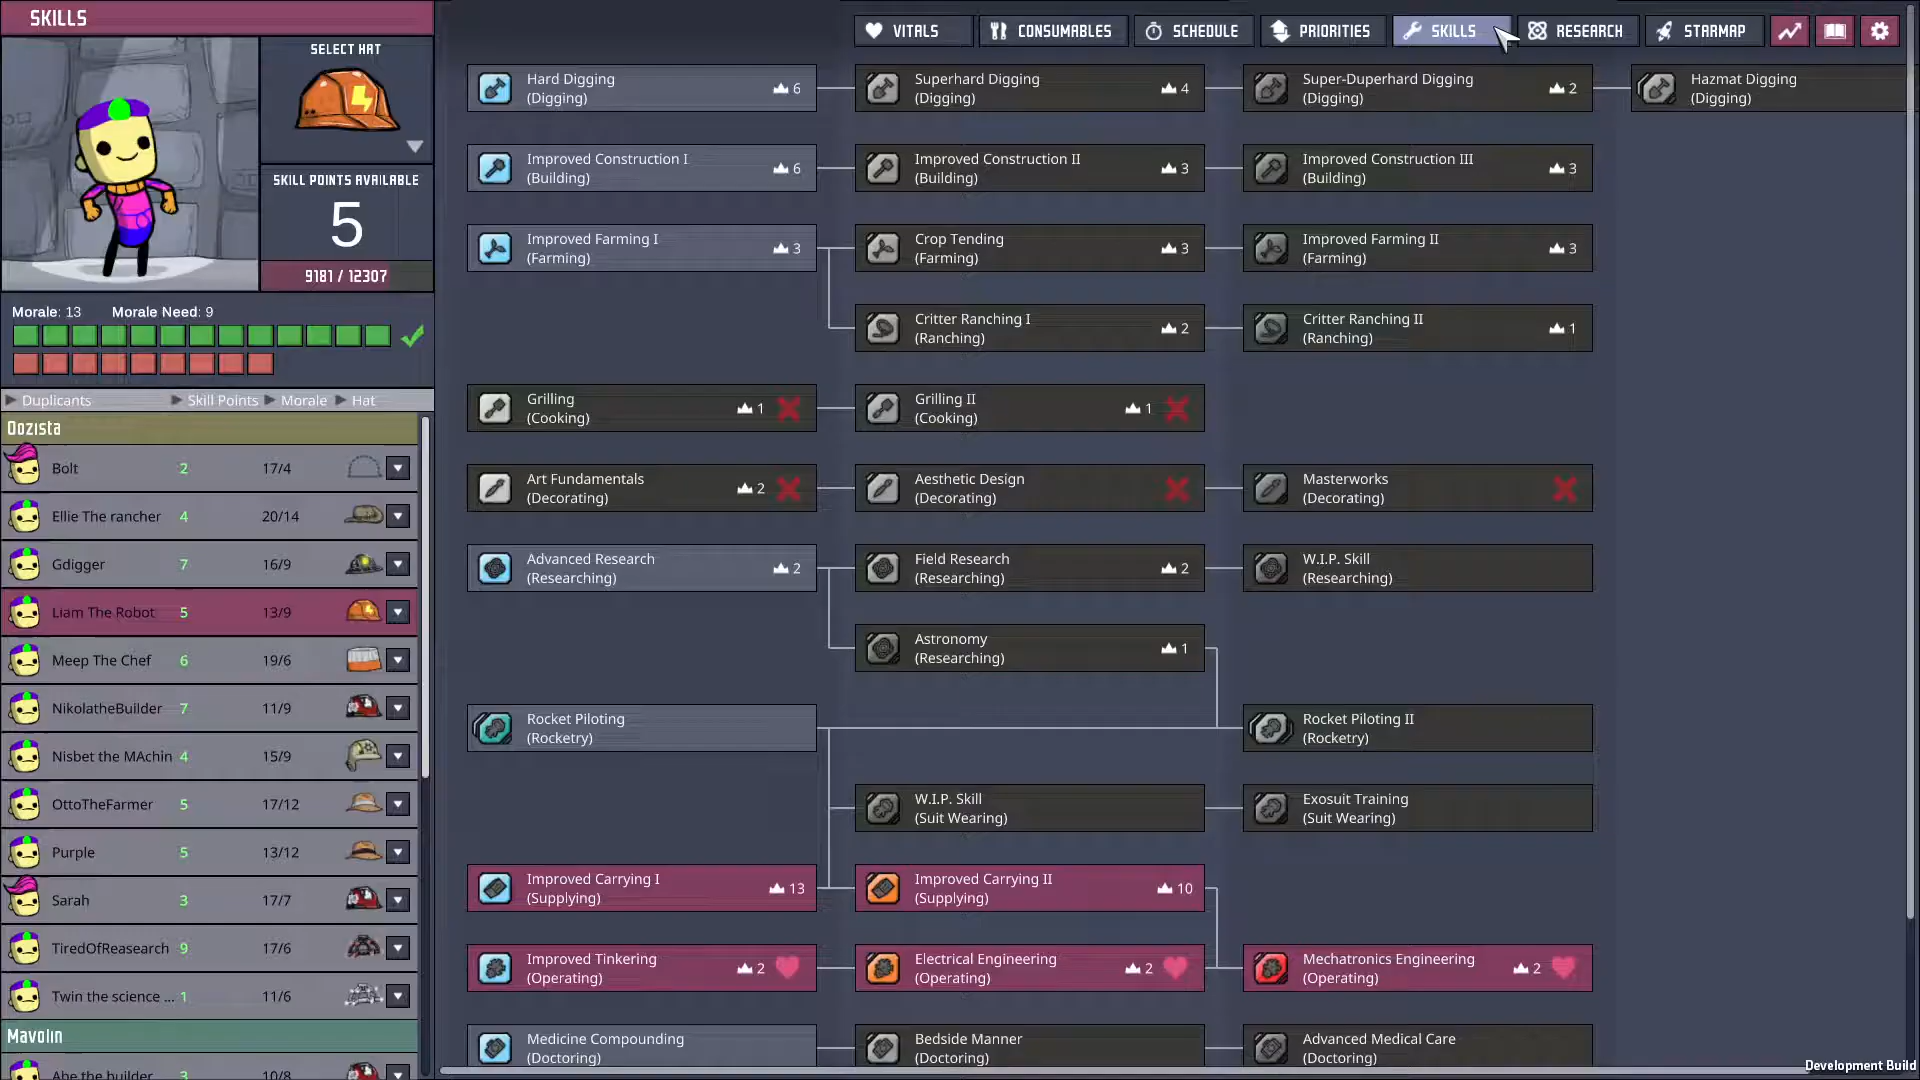 SKILLS
SELECT HAT
SKILL POINTS AVAILABLE
5
9181 / 12307
Morale: 13 Morale Need: 9
Duplicants Skill Points Morale Hat
Dozista
Bolt 2 17/4
Ellie The rancher 4 20/14
Gdigger 7 16/9
Liam The Robot 5 13/9
Meep The Chef 6 19/6
NikolatheBuilder 7 11/9
Nisbet the MAchin 4 15/9
OttoTheFarmer 5 17/12
Purple 5 13/12
Sarah 3 17/7
TiredOfReasearch 9 17/6
Twin the science ... 1 11/6
Mavolin
Abe the builder 3 10/8
VITALS CONSUMABLES SCHEDULE PRIORITIES SKILLS RESEARCH STARMAP
Hard Digging
(Digging)
6
Superhard Digging
(Digging)
4
Super-Duperhard Digging
(Digging)
2
Hazmat Digging
(Digging)
Improved Construction I
(Building)
6
Improved Construction II
(Building)
3
Improved Construction III
(Building)
3
Improved Farming I
(Farming)
3
Crop Tending
(Farming)
3
Improved Farming II
(Farming)
3
Critter Ranching I
(Ranching)
2
Critter Ranching II
(Ranching)
1
Grilling
(Cooking)
1
Grilling II
(Cooking)
1
Art Fundamentals
(Decorating)
2
Aesthetic Design
(Decorating)
Masterworks
(Decorating)
Advanced Research
(Researching)
2
Field Research
(Researching)
2
W.I.P. Skill
(Researching)
Astronomy
(Researching)
1
Rocket Piloting
(Rocketry)
Rocket Piloting II
(Rocketry)
W.I.P. Skill
(Suit Wearing)
Exosuit Training
(Suit Wearing)
Improved Carrying I
(Supplying)
13
Improved Carrying II
(Supplying)
10
Improved Tinkering
(Operating)
2
Electrical Engineering
(Operating)
2
Mechatronics Engineering
(Operating)
2
Medicine Compounding
(Doctoring)
Bedside Manner
(Doctoring)
Advanced Medical Care
(Doctoring)
Development Build